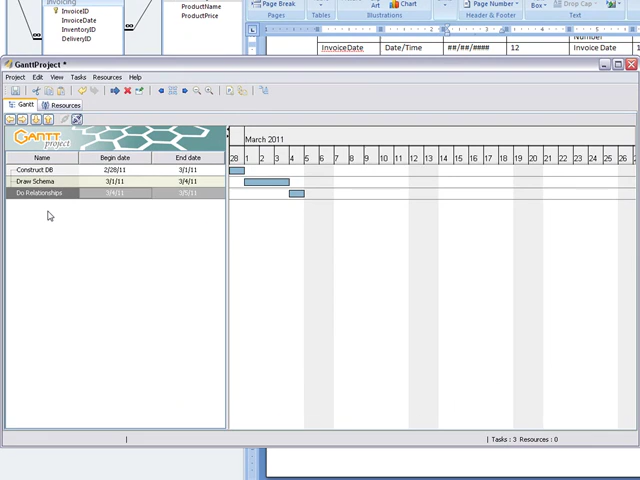 Invoicing
InvoiceID
InvoiceDate
InventoryID
DeliveryID
ProductName
ProductPrice
Page Break
Pages
Tables
Art
Chart
Illustrations
Page Number
Header & Footer
Box
Drop Cap
Text
Number
InvoiceDate Date/Time ##/##/#### 12 Invoice Date
GanttProject *
Project Edit View Tasks Resources Help
Gantt Resources
GANTT project
Name Begin date End date
Construct DB 2/28/11 3/1/11
Draw Schema 3/1/11 3/4/11
Do Relationships 3/4/11 3/5/11
March 2011
28 1 2 3 4 5 6 7 8 9 10 11 12 13 14 15 16 17 18 19 20 21 22 23 24 25 26
Tasks: 3 Resources: 0